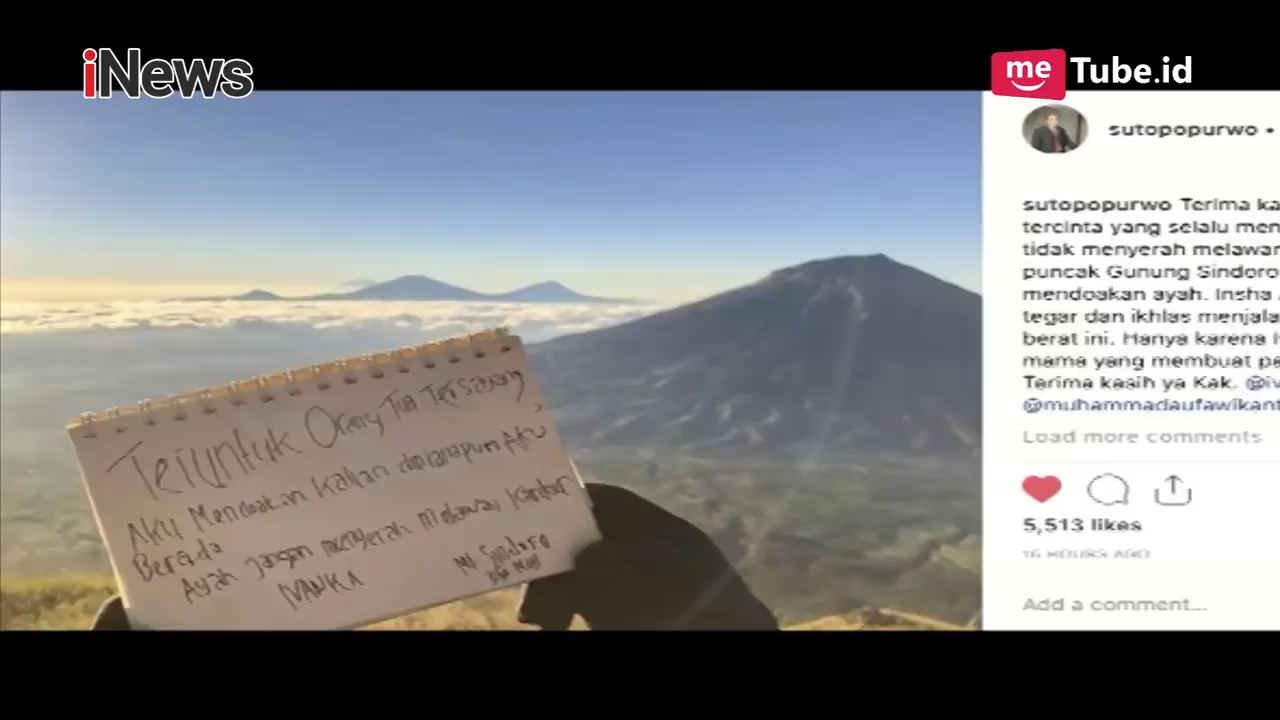 iNews
me Tube.id
sutopopurwo •
sutopopurwo Terima ka
tercinta yang selalu men
tidak menyerah melawan
puncak Gunung Sindoro
mendoakan ayah. Insha
tegar dan ikhlas menjala
berat ini. Hanya karena
mama yang membuat pa
Terima kasih ya Kak. @iv
@muhammadaufawikant
Load more comments
5,513 likes
16 HOURS AGO
Add a comment...
Teruntuk Orang Tua Tersayang,
Aku Mendoakan Kalian dimanapun Aku
Berada
Ayah jangan menyerah melawai Kanker
IVANKA
Mt Sindoro